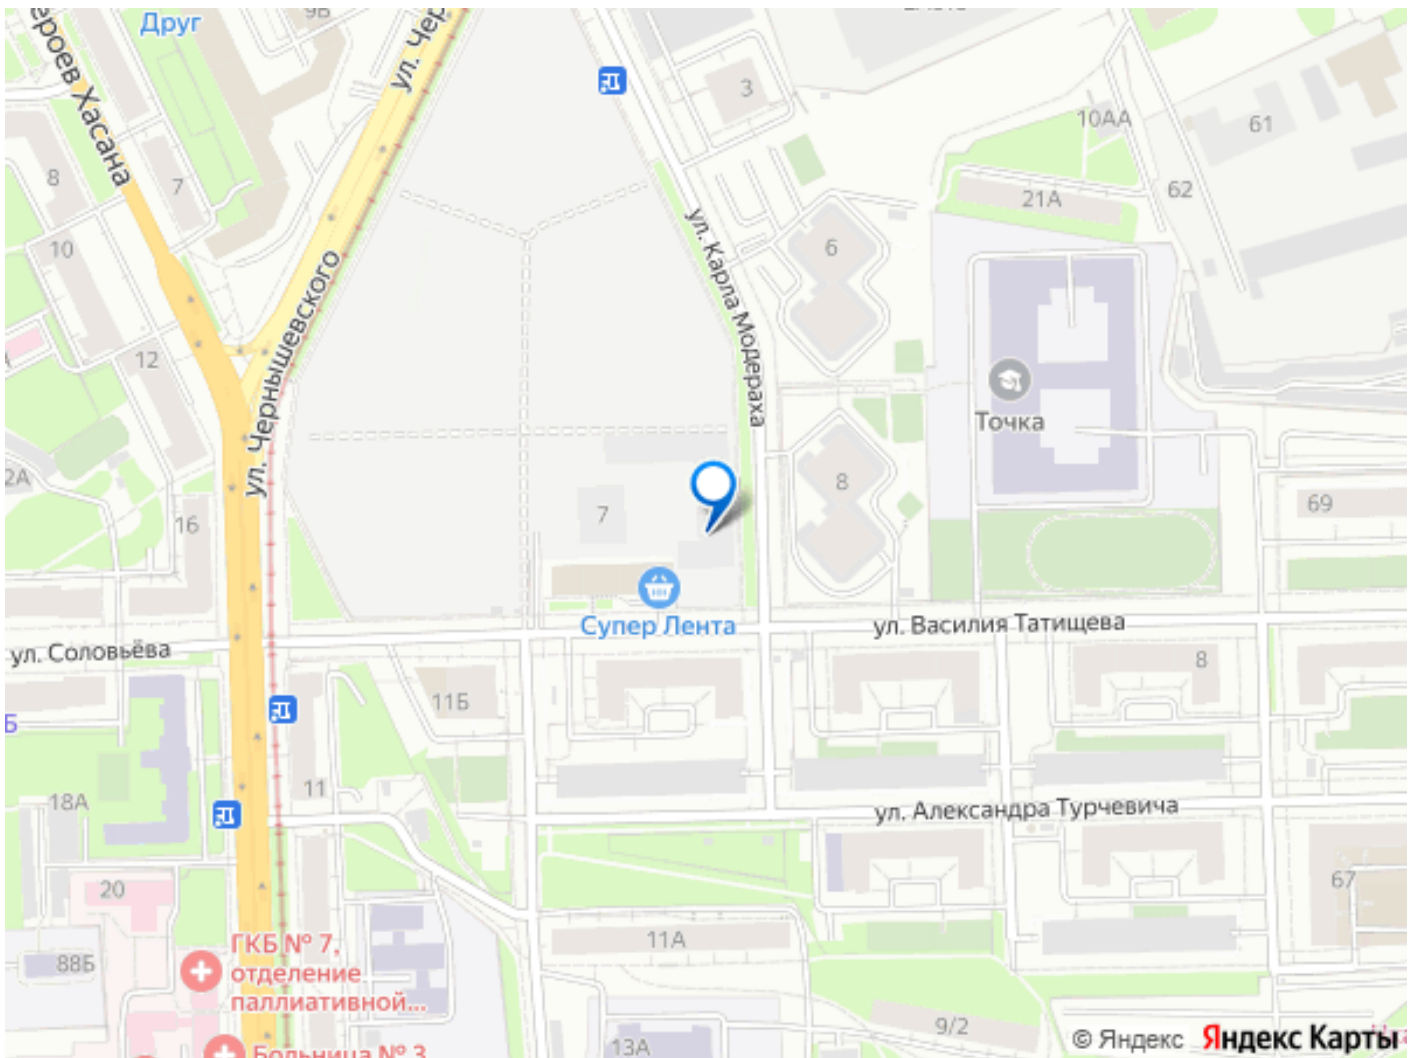 9Б
Друг
ул. Чер
Героев Хасана
3
10АА
61
8
7
21А
62
10
ул. Карла Модераха
6
ул. Чернышевского
12
Точка
2А
16
7
8
69
Супер Лента
ул. Василия Татищева
ул. Соловьёва
8
11Б
Б
11
18А
ул. Александра Турчевича
20
67
ГКБ № 7,
отделение
паллиативной...
11А
88Б
9/2
13А
Больница № 3
© Яндекс Яндекс Карты